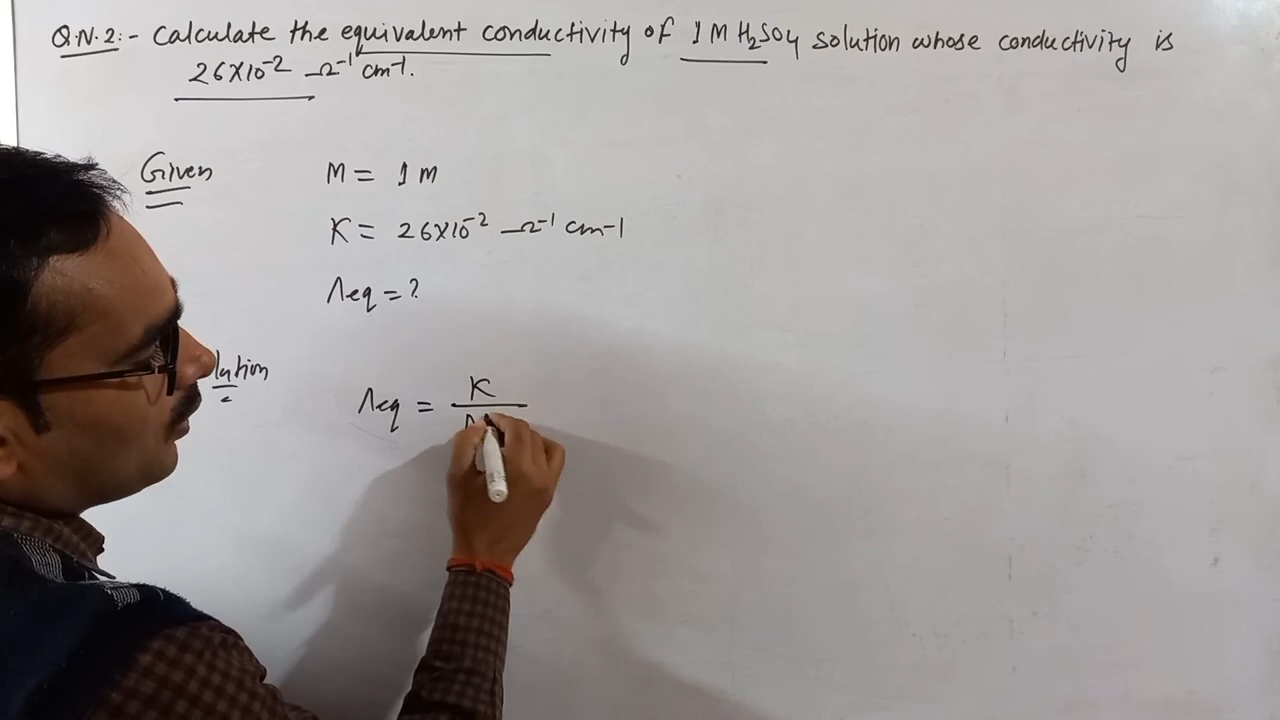 Q.N.2:- Calculate the equivalent conductivity of 1 M H₂SO₄ solution whose conductivity is
26×10⁻² Ω⁻¹ cm⁻¹.
Given
M = 1 M
K = 26×10⁻² Ω⁻¹ cm⁻¹
Λeq = ?
Λeq = K